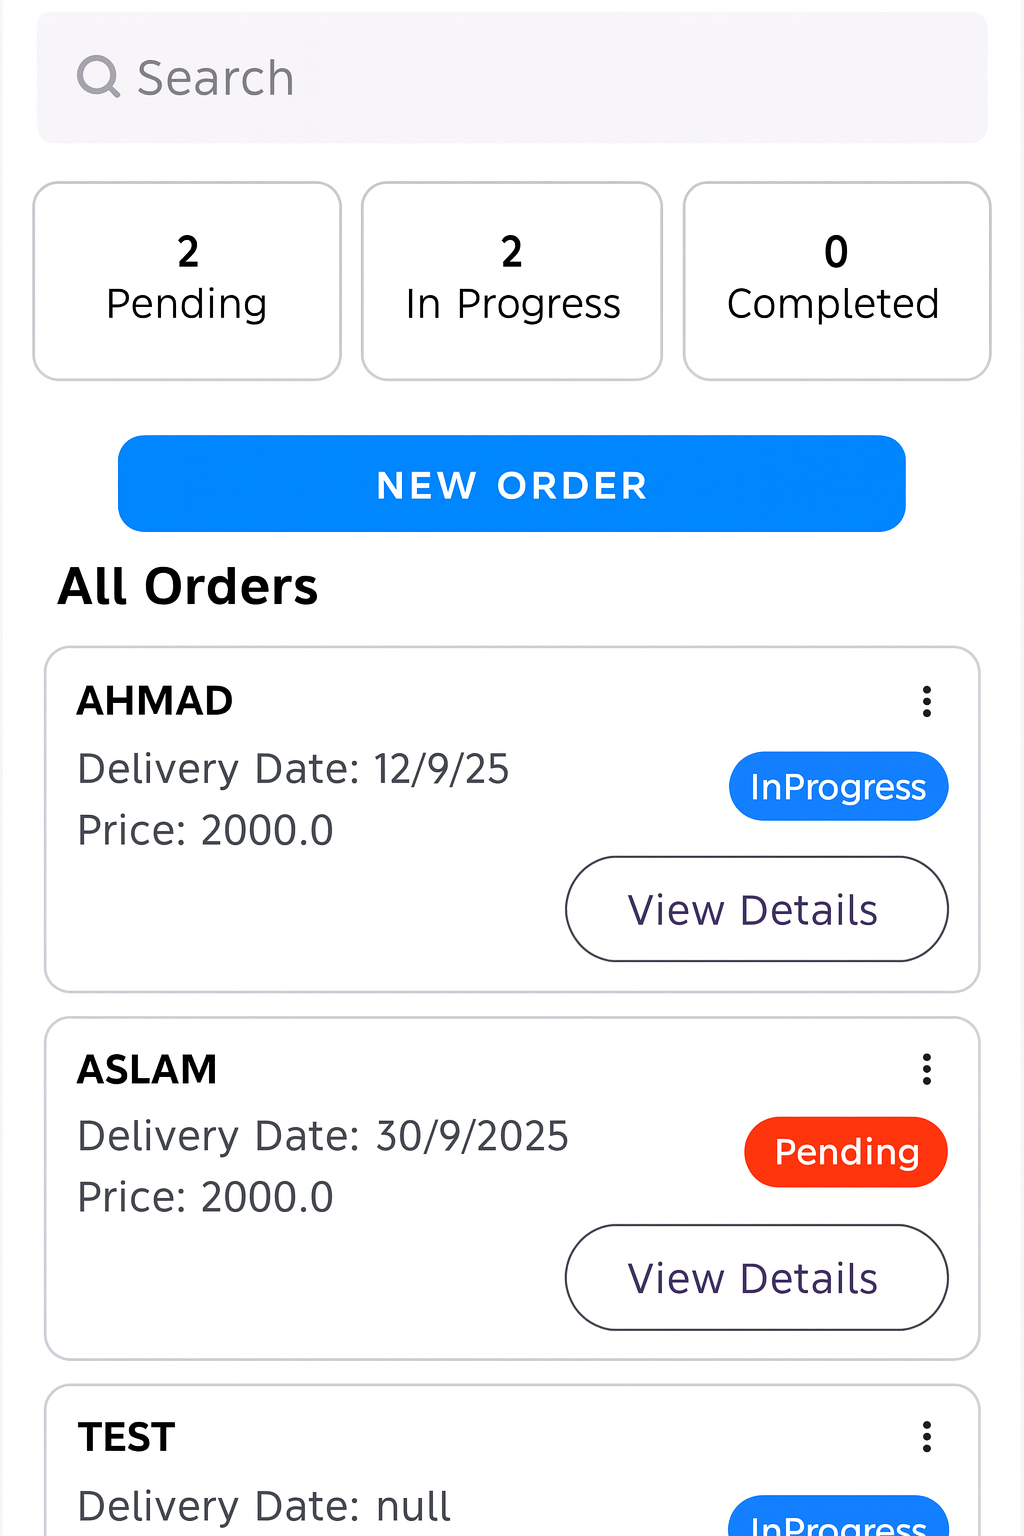 Search
2
Pending
2
In Progress
0
Completed
NEW ORDER
All Orders
AHMAD
Delivery Date: 12/9/25
InProgress
Price: 2000.0
View Details
ASLAM
Delivery Date: 30/9/2025
Pending
Price: 2000.0
View Details
TEST
Delivery Date: null
InProgress